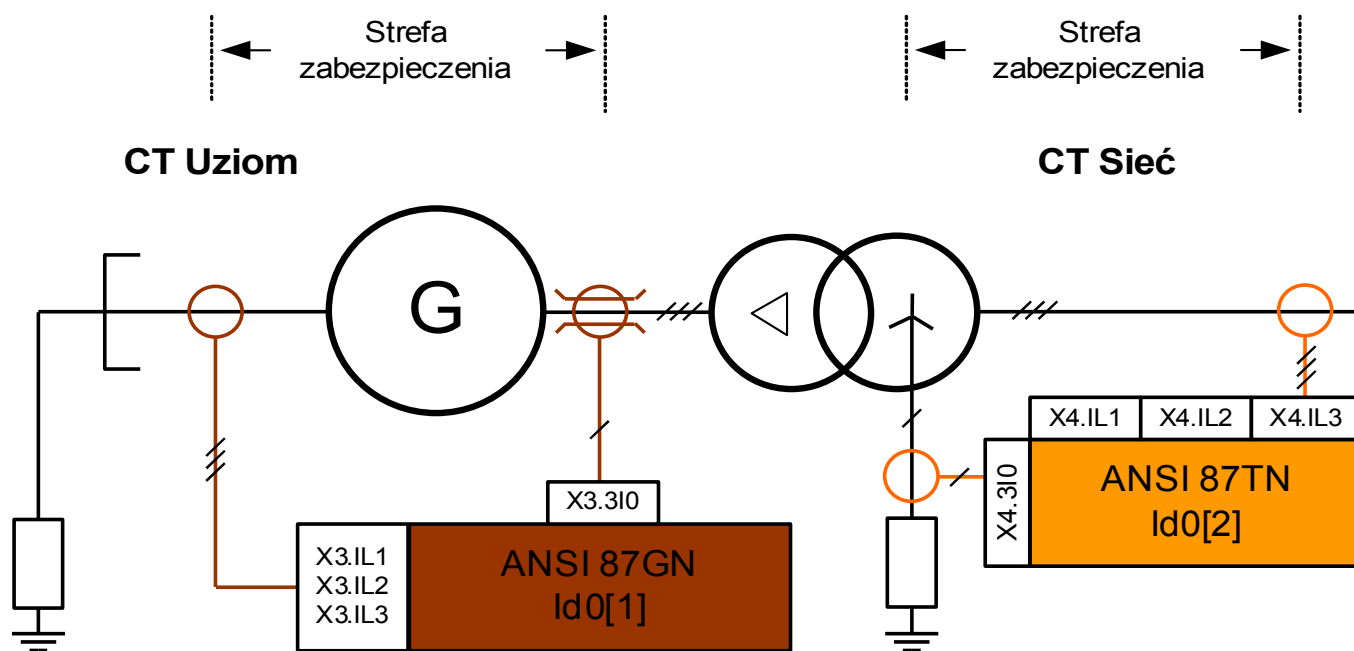 Strefa
zabezpieczenia
Strefa
zabezpieczenia
CT Uziom
CT Sieć
G
X4.IL1
X4.IL2
X4.IL3
X4.3I0
ANSI 87TN
Id0[2]
X3.3I0
X3.IL1
X3.IL2
X3.IL3
ANSI 87GN
Id0[1]